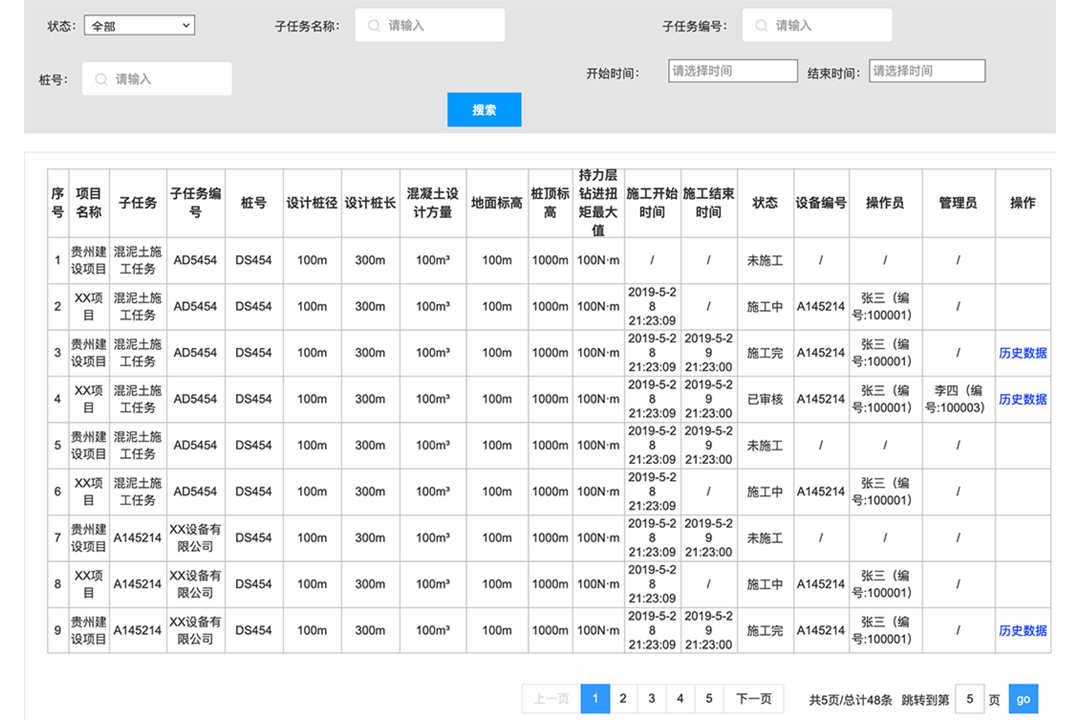 状态： 全部 子任务名称： 请输入 子任务编号： 请输入
桩号： 请输入 开始时间： 请选择时间 结束时间： 请选择时间
搜索
序号 项目名称 子任务 子任务编号 桩号 设计桩径 设计桩长 混凝土设计方量 地面标高 桩顶标高 持力层钻进扭矩最大值 施工开始时间 施工结束时间 状态 设备编号 操作员 管理员 操作
1 贵州建设项目 混泥土施工任务 AD5454 DS454 100m 300m 100m³ 100m 1000m 100N·m / / 未施工 / / /
2 XX项目 混泥土施工任务 AD5454 DS454 100m 300m 100m³ 100m 1000m 100N·m 2019-5-28 21:23:09 / 施工中 A145214 张三（编号:100001） /
3 贵州建设项目 混泥土施工任务 AD5454 DS454 100m 300m 100m³ 100m 1000m 100N·m 2019-5-28 21:23:09 2019-5-29 21:23:00 施工完 A145214 张三（编号:100001） / 历史数据
4 XX项目 混泥土施工任务 AD5454 DS454 100m 300m 100m³ 100m 1000m 100N·m 2019-5-28 21:23:09 2019-5-29 21:23:00 已审核 A145214 张三（编号:100001） 李四（编号:100003） 历史数据
5 贵州建设项目 混泥土施工任务 AD5454 DS454 100m 300m 100m³ 100m 1000m 100N·m 2019-5-28 21:23:09 2019-5-29 21:23:00 未施工 / / /
6 XX项目 混泥土施工任务 AD5454 DS454 100m 300m 100m³ 100m 1000m 100N·m 2019-5-28 21:23:09 / 施工中 A145214 张三（编号:100001） /
7 贵州建设项目 A145214 XX设备有限公司 DS454 100m 300m 100m³ 100m 1000m 100N·m 2019-5-28 21:23:09 2019-5-29 21:23:00 未施工 / / /
8 XX项目 A145214 XX设备有限公司 DS454 100m 300m 100m³ 100m 1000m 100N·m 2019-5-28 21:23:09 / 施工中 A145214 张三（编号:100001） /
9 贵州建设项目 A145214 XX设备有限公司 DS454 100m 300m 100m³ 100m 1000m 100N·m 2019-5-28 21:23:09 2019-5-29 21:23:00 施工完 A145214 张三（编号:100001） / 历史数据
上一页 1 2 3 4 5 下一页 共5页/总计48条 跳转到第 5 页 go